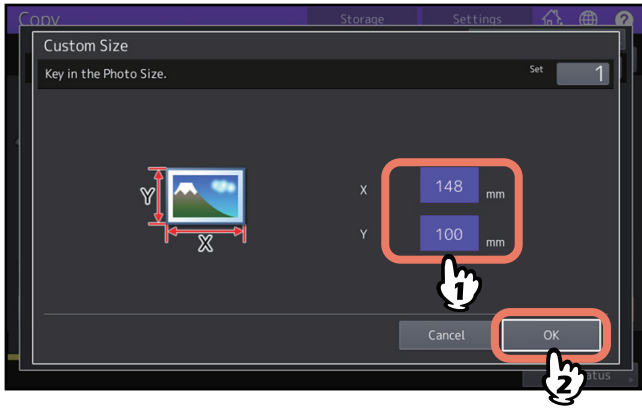 Copy
Storage
Settings
?
Custom Size
Key in the Photo Size.
Set 1
Y
X
X 148 mm
Y 100 mm
1
Cancel
OK
2